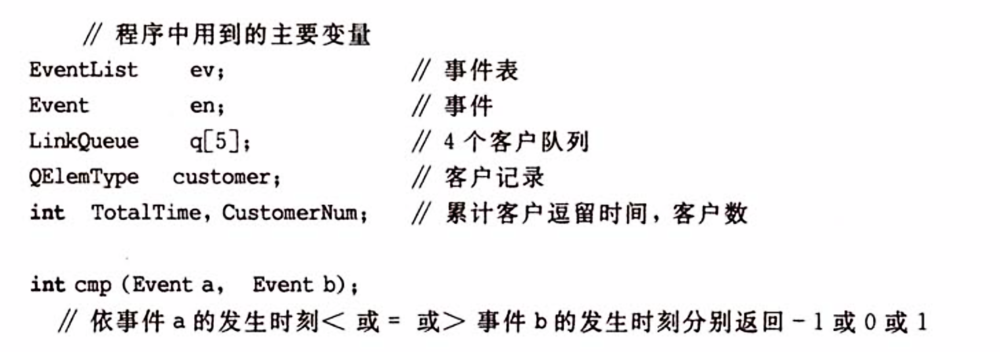 // 程序中用到的主要变量
EventList ev; // 事件表
Event en; // 事件
LinkQueue q[5]; // 4 个客户队列
QElemType customer; // 客户记录
int TotalTime, CustomerNum; // 累计客户逗留时间, 客户数
int cmp (Event a, Event b);
// 依事件 a 的发生时刻< 或 = 或> 事件 b 的发生时刻分别返回 -1 或 0 或 1